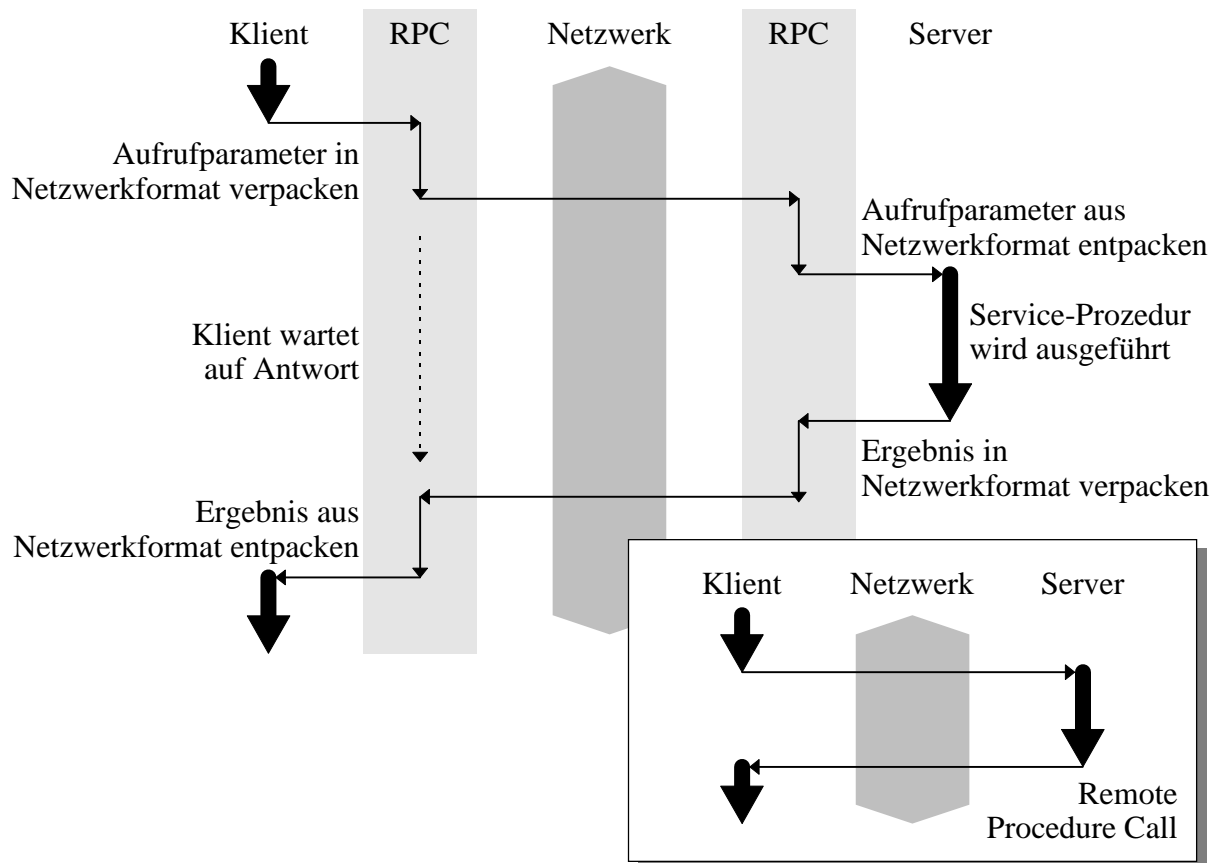 Klient
RPC
Netzwerk
RPC
Server
Aufrufparameter in
Netzwerkformat verpacken
Aufrufparameter aus
Netzwerkformat entpacken
Klient wartet
auf Antwort
Service-Prozedur
wird ausgeführt
Ergebnis in
Netzwerkformat verpacken
Ergebnis aus
Netzwerkformat entpacken
Klient
Netzwerk
Server
Remote
Procedure Call